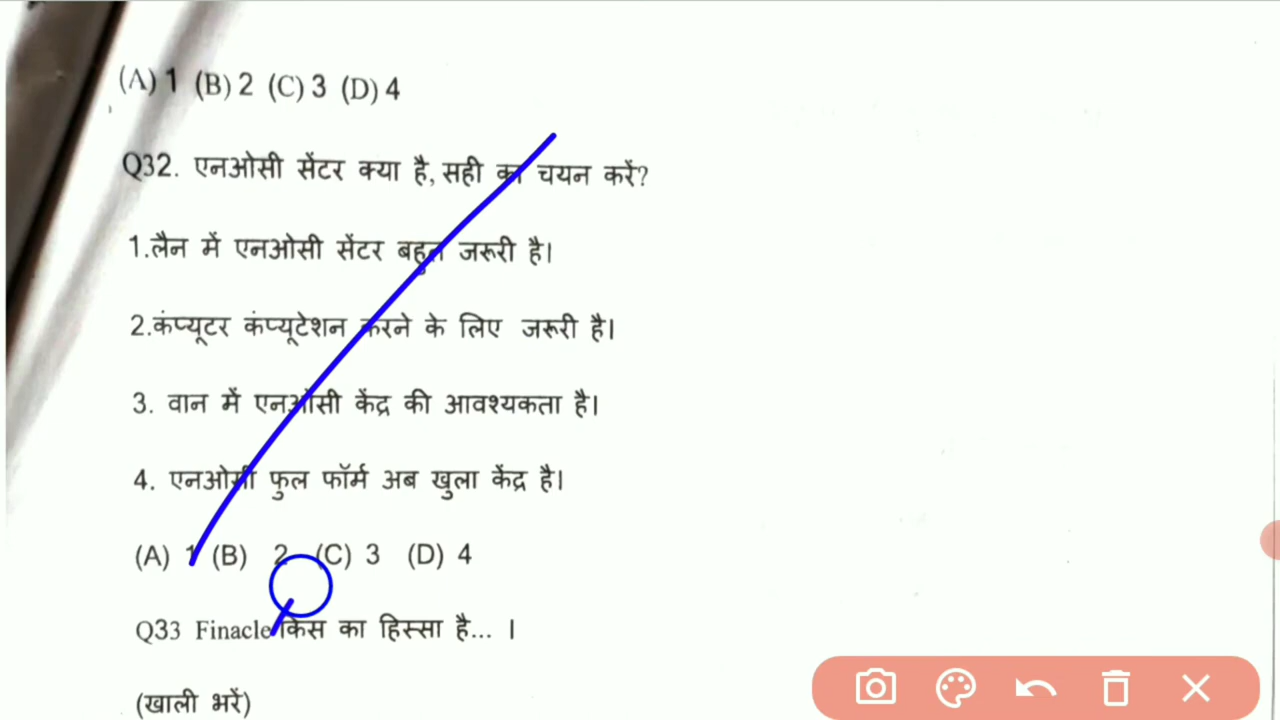 (A) 1 (B) 2 (C) 3 (D) 4
Q32. एनओसी सेंटर क्या है, सही का चयन करें?
1.लैन में एनओसी सेंटर बहुत जरूरी है।
2.कंप्यूटर कंप्यूटेशन करने के लिए जरूरी है।
3. वान में एनओसी केंद्र की आवश्यकता है।
4. एनओसी फुल फॉर्म अब खुला केंद्र है।
(A) 1 (B) 2 (C) 3 (D) 4
Q33 Finacle किस का हिस्सा है... ।
(खाली भरें)